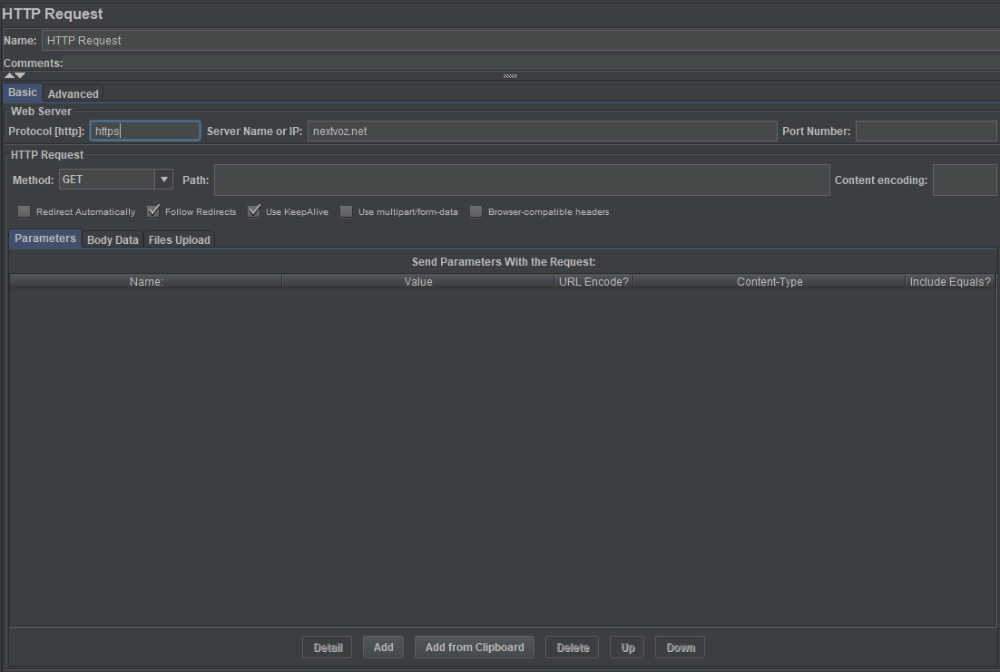 HTTP Request
Name: HTTP Request
Comments:
Basic Advanced
Web Server
Protocol [http]: https Server Name or IP: nextvoz.net Port Number:
HTTP Request
Method: GET Path: Content encoding:
Redirect Automatically Follow Redirects Use KeepAlive Use multipart/form-data Browser-compatible headers
Parameters Body Data Files Upload
Send Parameters With the Request:
Name: Value URL Encode? Content-Type Include Equals?
Detail Add Add from Clipboard Delete Up Down